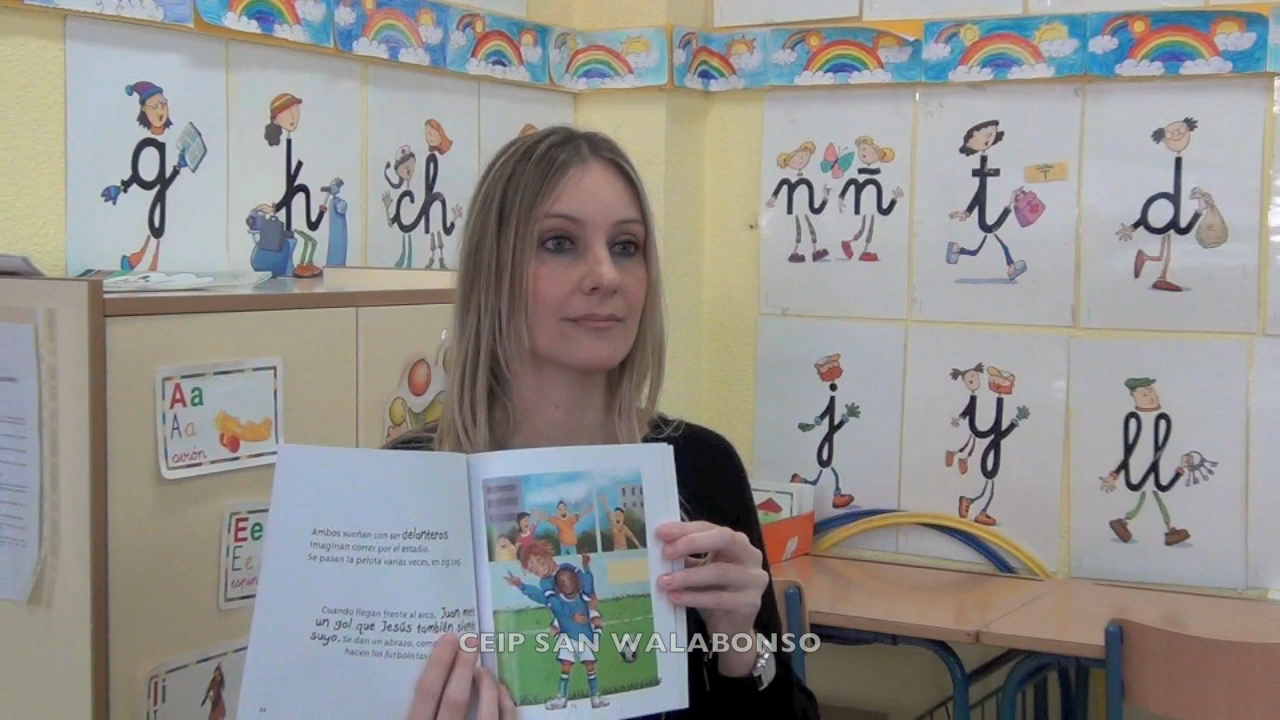 g
h
ch
n ñ
t
d
j
y
ll
Aa
Aa
avión
Ee
Ee
Ambos sueñan con ser delanteros
imaginan correr por el estadio.
Se pasan la pelota varias veces, en zig zag
Cuando llegan frente al arco, Juan
un gol que Jesús también
suyo. Se dan un abrazo,
hacen los futbolistas
CEIP SAN WALABONSO